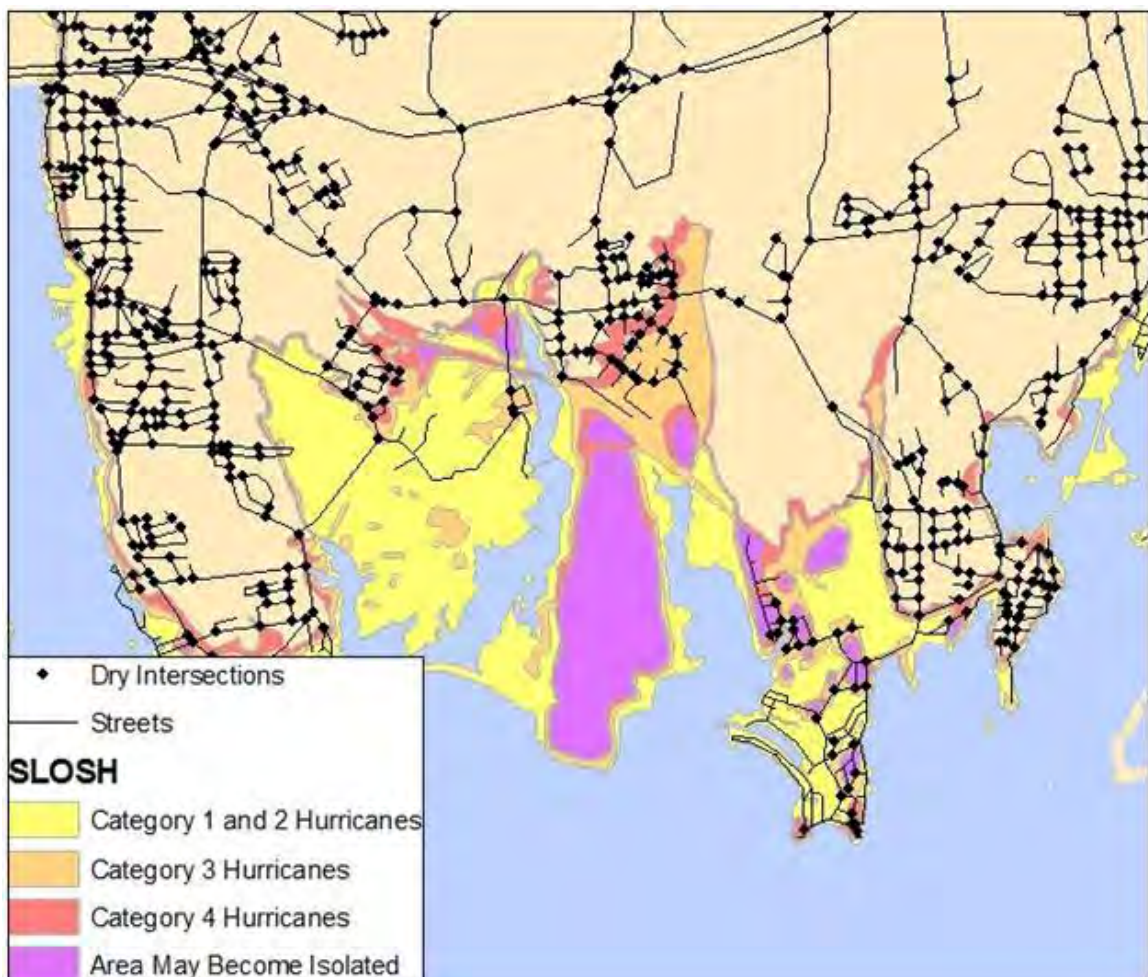 Dry Intersections
Streets
SLOSH
Category 1 and 2 Hurricanes
Category 3 Hurricanes
Category 4 Hurricanes
Area May Become Isolated